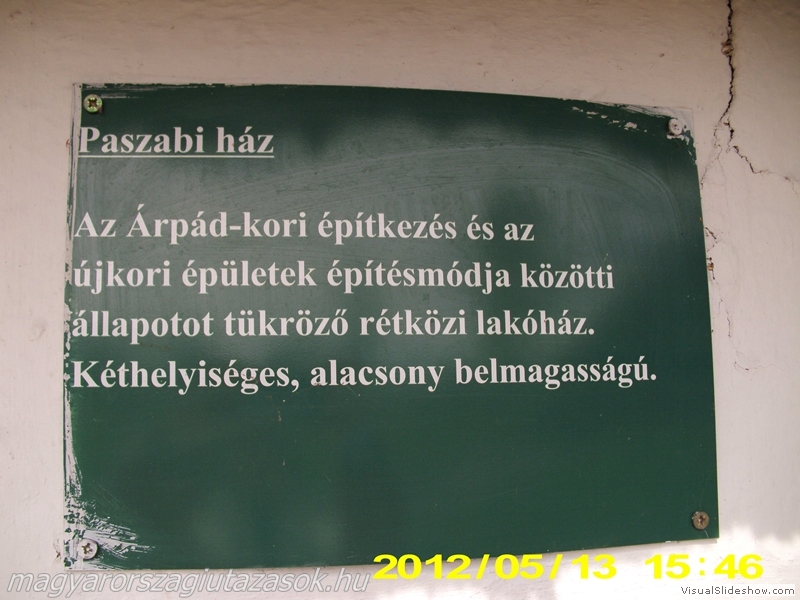 Paszabi ház
Az Árpád-kori építkezés és az
újkori épületek építésmódja közötti
állapotot tükröző rétközi lakóház.
Kéthelyiséges, alacsony belmagasságú.
magyarorszagiutazasok.hu
2012/05/13 15:46
VisualSlideshow.com